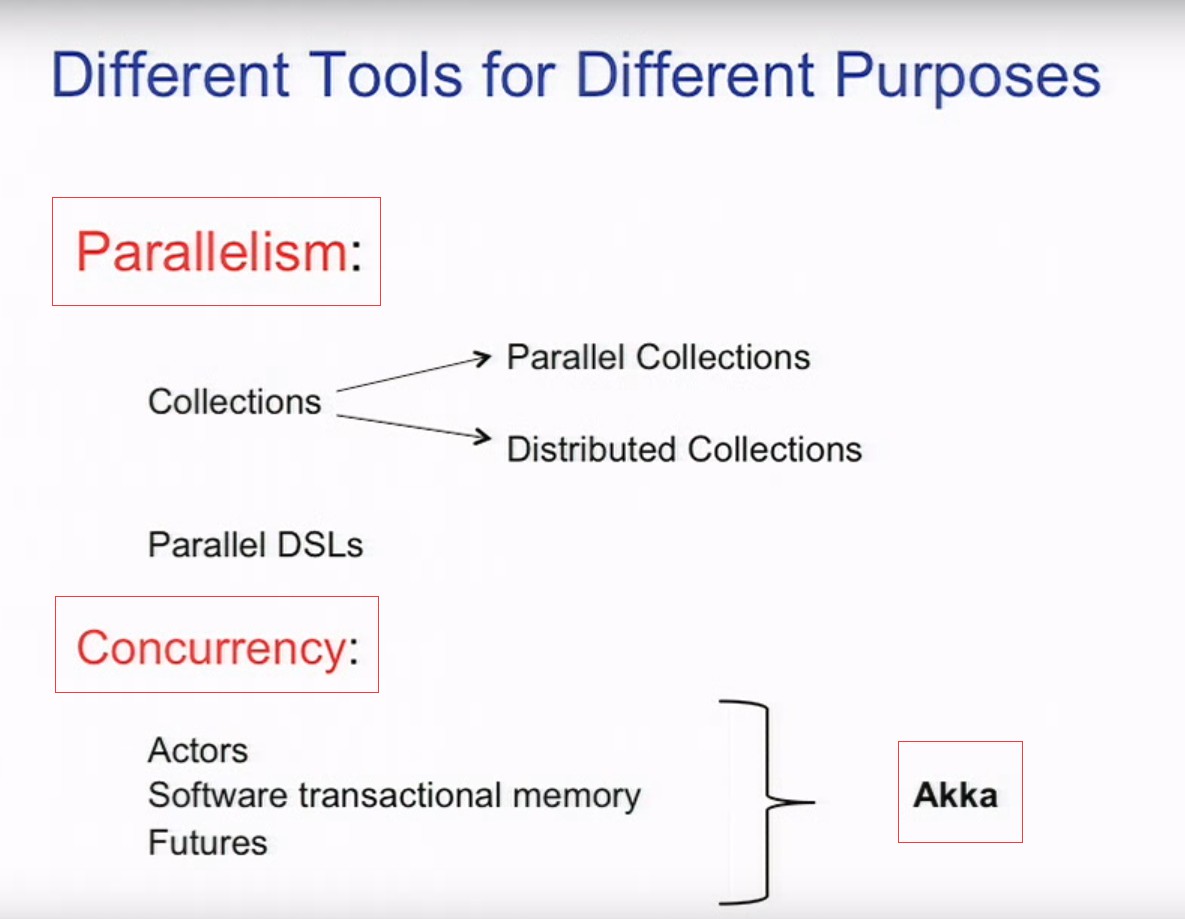 Different Tools for Different Purposes
Parallelism:
Collections
Parallel Collections
Distributed Collections
Parallel DSLs
Concurrency:
Actors
Software transactional memory
Futures
Akka